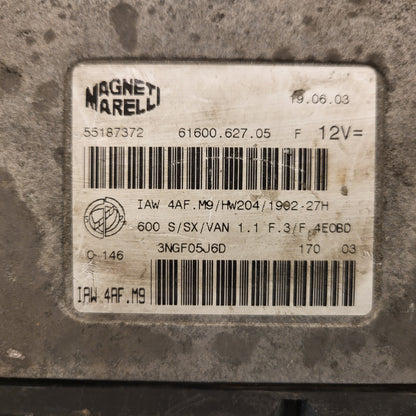 MAGNETI MARELLI
19.06.03
55187372 61600.627.05 F 12V=
IAW 4AF.M9/HW204/1902-27H
600 S/SX/VAN 1.1 F.3/F.4EOBD
3NGF05J6D 170 03
0 146
IAW 4AF.M9